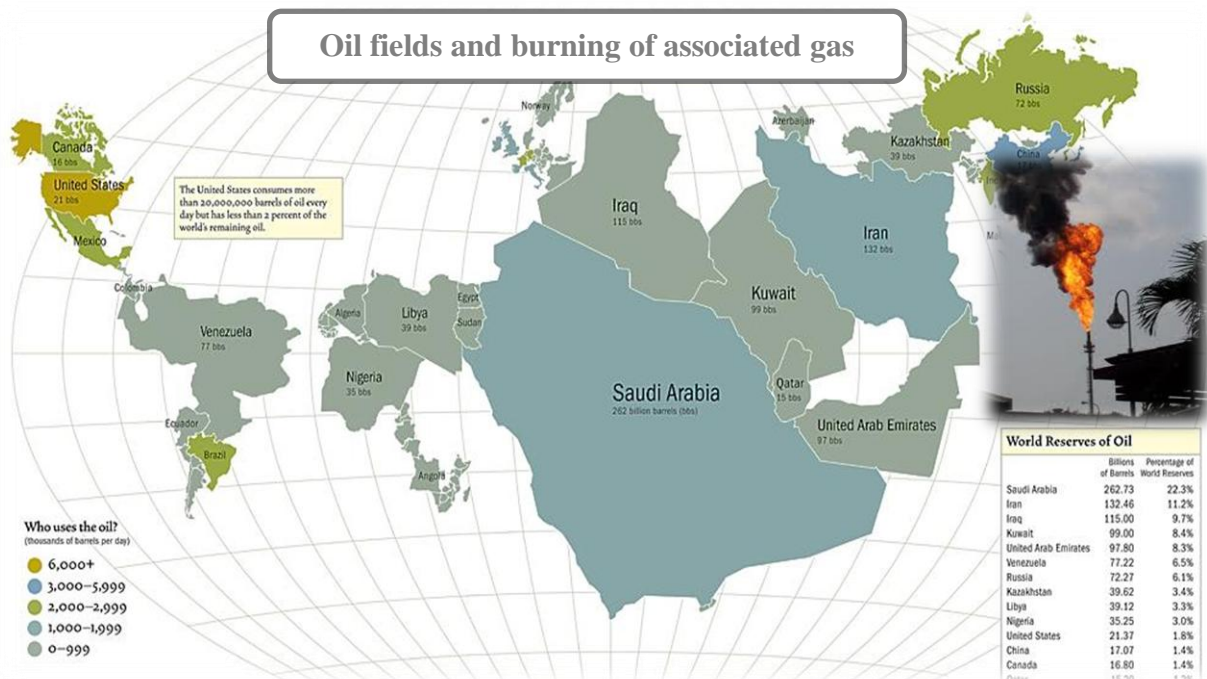 Oil fields and burning of associated gas
Norway
Azerbaijan
Russia
72 bbs
Canada
16 bbs
Kazakhstan
39 bbs
China
United States
21 bbs
The United States consumes more
than 20,000,000 barrels of oil every
day but has less than 2 percent of the
world's remaining oil.
Iraq
115 bbs
Iran
132 bbs
Mexico
Colombia
Venezuela
77 bbs
Algeria
Libya
39 bbs
Egypt
Sudan
Kuwait
99 bbs
Nigeria
35 bbs
Saudi Arabia
262 billion barrels (bbs)
Qatar
15 bbs
United Arab Emirates
97 bbs
Ecuador
Brazil
Angola
Who uses the oil?
(thousands of barrels per day)
6,000+
3,000–5,999
2,000–2,999
1,000–1,999
0–999
World Reserves of Oil
Billions of Barrels Percentage of World Reserves
Saudi Arabia 262.73 22.3%
Iran 132.46 11.2%
Iraq 115.00 9.7%
Kuwait 99.00 8.4%
United Arab Emirates 97.80 8.3%
Venezuela 77.22 6.5%
Russia 72.27 6.1%
Kazakhstan 39.62 3.4%
Libya 39.12 3.3%
Nigeria 35.25 3.0%
United States 21.37 1.8%
China 17.07 1.4%
Canada 16.80 1.4%